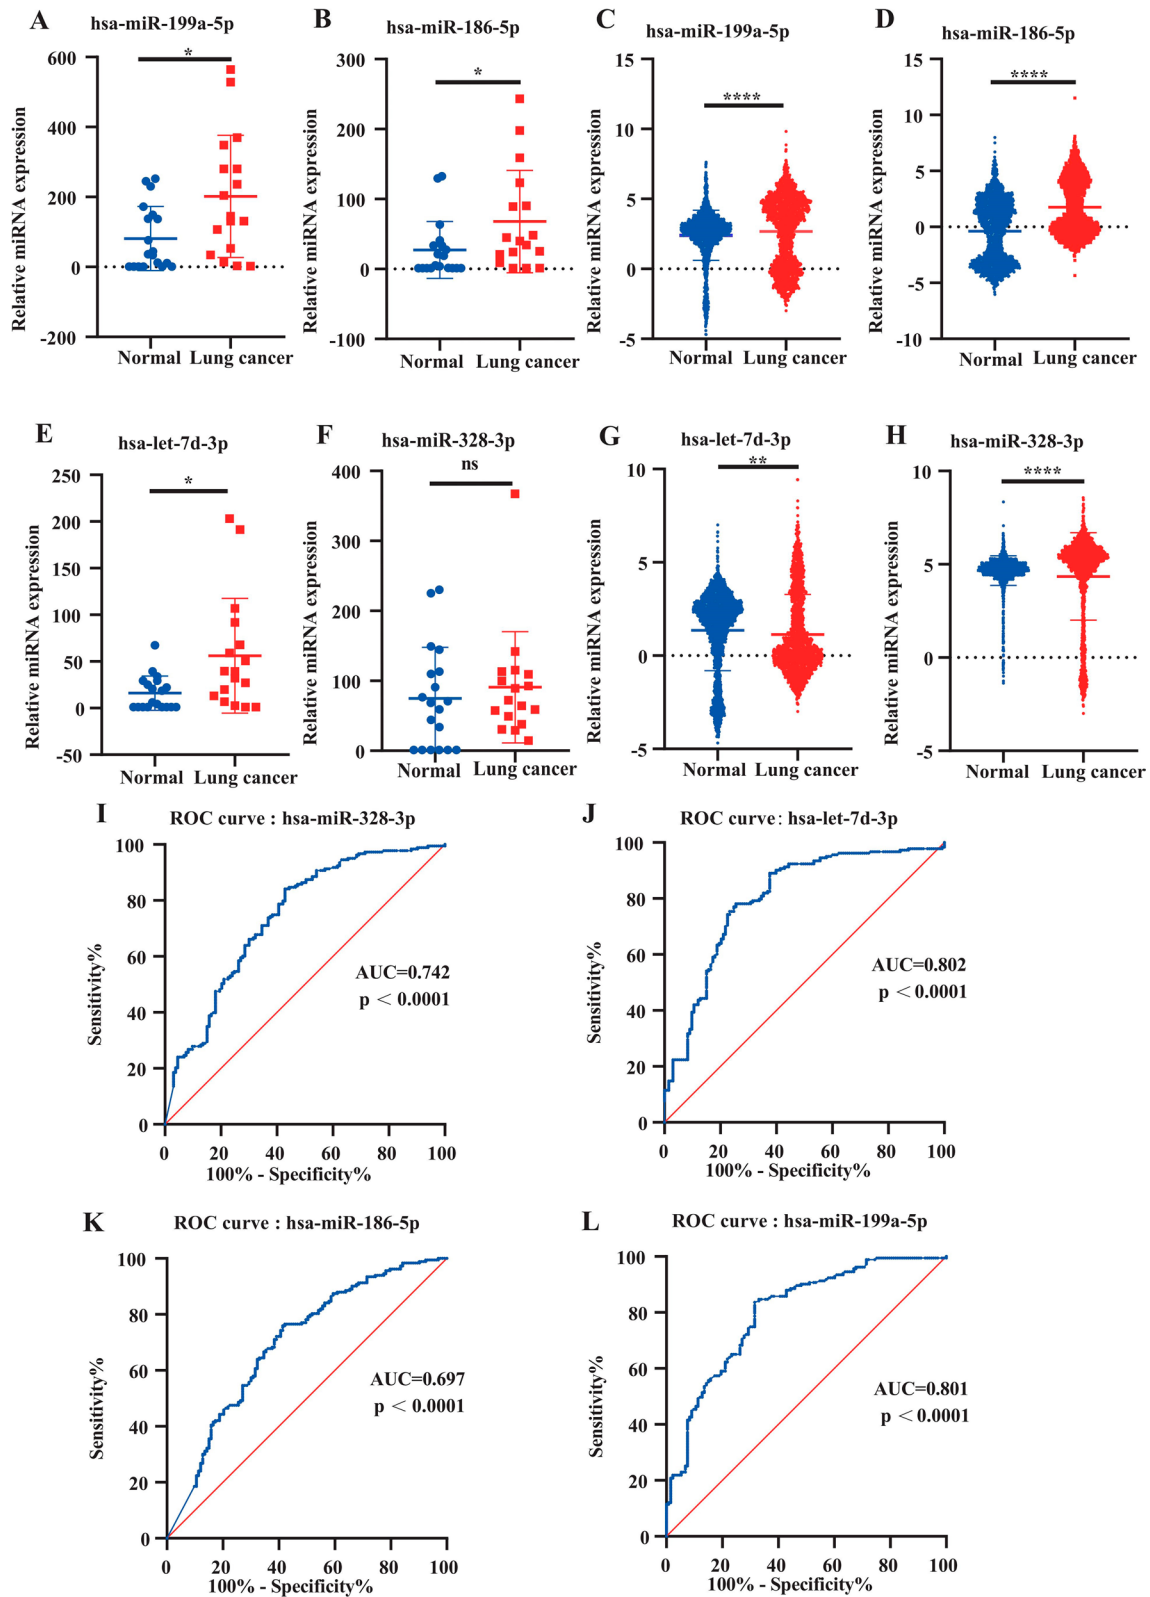 A
hsa-miR-199a-5p
*
Relative miRNA expression
600
400
200
0
-200
Normal
Lung cancer
B
hsa-miR-186-5p
*
Relative miRNA expression
300
200
100
0
-100
Normal
Lung cancer
C
hsa-miR-199a-5p
****
Relative miRNA expression
15
10
5
0
-5
Normal
Lung cancer
D
hsa-miR-186-5p
****
Relative miRNA expression
15
10
5
0
-5
-10
Normal
Lung cancer
E
hsa-let-7d-3p
*
Relative miRNA expression
250
200
150
100
50
0
-50
Normal
Lung cancer
F
hsa-miR-328-3p
ns
Relative miRNA expression
400
300
200
100
0
Normal
Lung cancer
G
hsa-let-7d-3p
**
Relative miRNA expression
10
5
0
-5
Normal
Lung cancer
H
hsa-miR-328-3p
****
Relative miRNA expression
10
5
0
-5
Normal
Lung cancer
I
ROC curve : hsa-miR-328-3p
Sensitivity%
100
80
60
40
20
0
AUC=0.742
p < 0.0001
0 20 40 60 80 100
100% - Specificity%
J
ROC curve: hsa-let-7d-3p
Sensitivity%
100
80
60
40
20
0
AUC=0.802
p < 0.0001
0 20 40 60 80 100
100% - Specificity%
K
ROC curve : hsa-miR-186-5p
Sensitivity%
100
80
60
40
20
0
AUC=0.697
p < 0.0001
0 20 40 60 80 100
100% - Specificity%
L
ROC curve : hsa-miR-199a-5p
Sensitivity%
100
80
60
40
20
0
AUC=0.801
p < 0.0001
0 20 40 60 80 100
100% - Specificity%